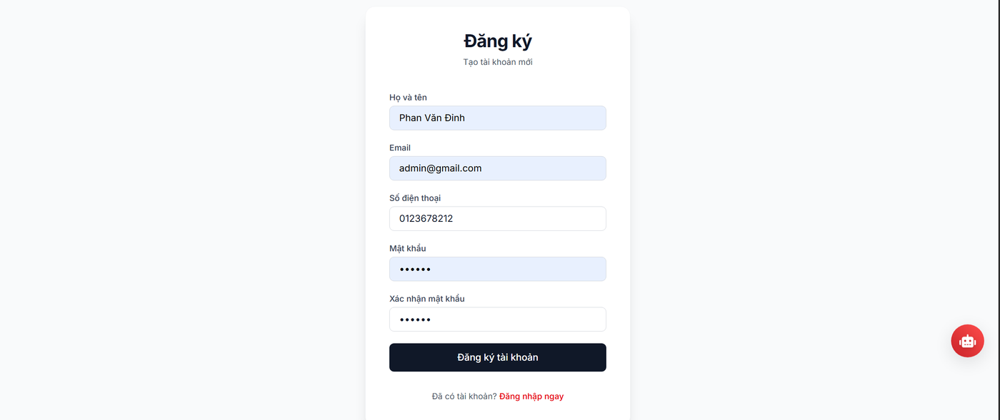 Đăng ký
Tạo tài khoản mới
Họ và tên
Phan Văn Đình
Email
admin@gmail.com
Số điện thoại
0123678212
Mật khẩu
••••••
Xác nhận mật khẩu
••••••
Đăng ký tài khoản
Đã có tài khoản? Đăng nhập ngay